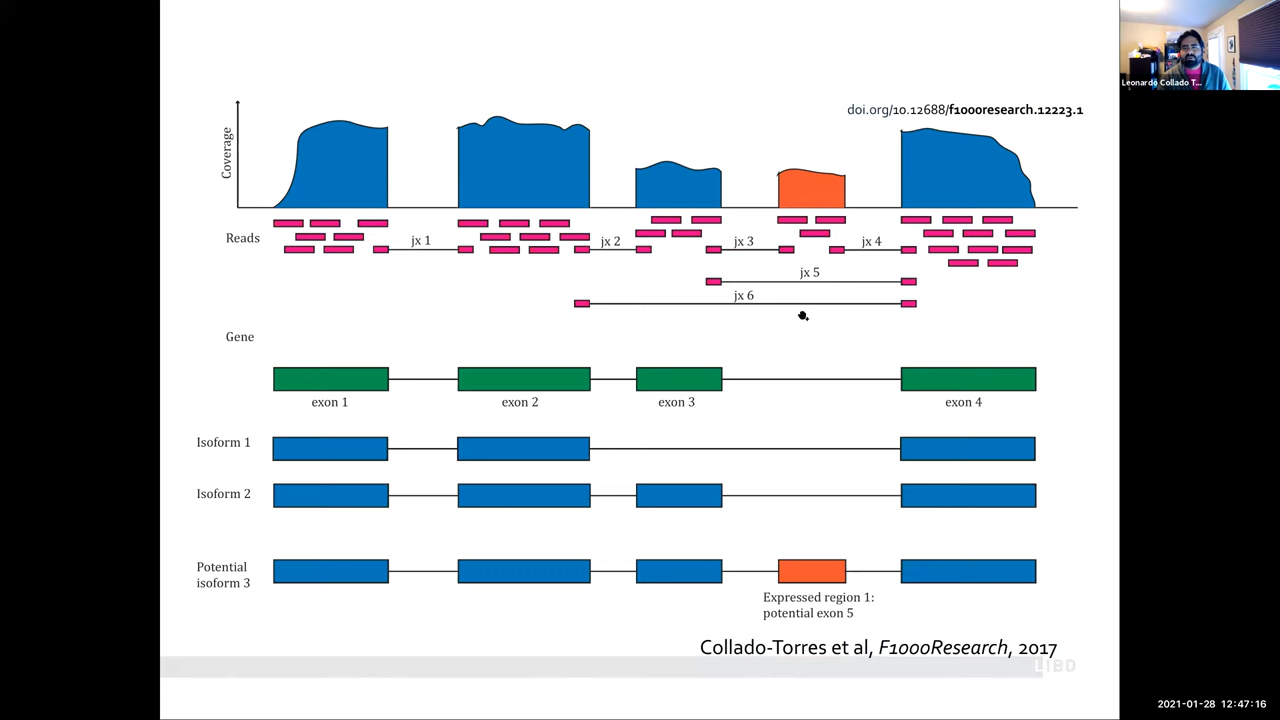 Leonardo Collado T...
doi.org/10.12688/f1000research.12223.1
Coverage
Reads
jx 1
jx 2
jx 3
jx 4
jx 5
jx 6
Gene
exon 1
exon 2
exon 3
exon 4
Isoform 1
Isoform 2
Potential
isoform 3
Expressed region 1:
potential exon 5
Collado-Torres et al, F1000Research, 2017
LIBD
2021-01-28 12:47:16